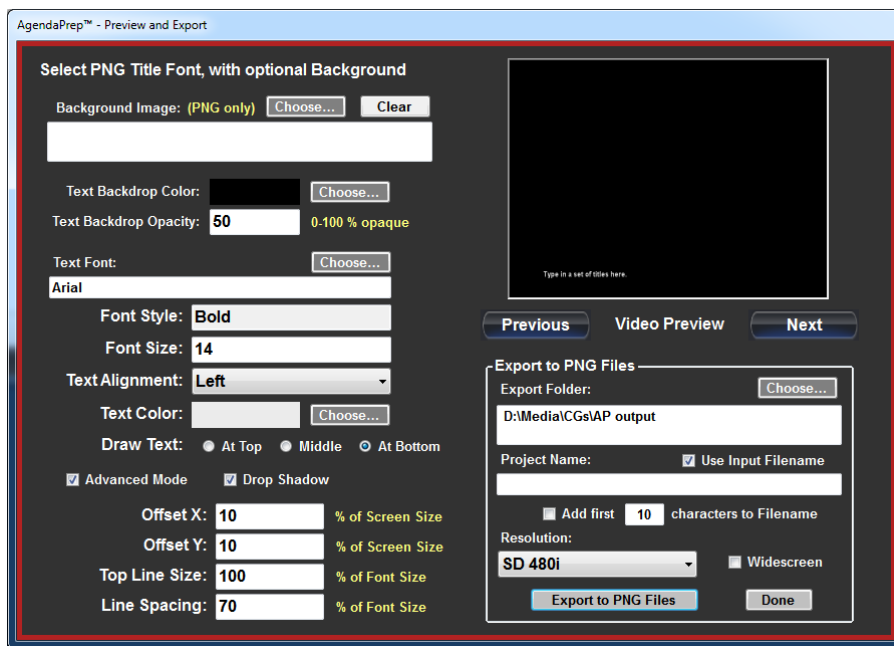 AgendaPrep™ - Preview and Export
Select PNG Title Font, with optional Background
Background Image: (PNG only) Choose... Clear
Text Backdrop Color: Choose...
Text Backdrop Opacity: 50 0-100 % opaque
Text Font: Choose...
Arial
Font Style: Bold
Font Size: 14
Text Alignment: Left
Text Color: Choose...
Draw Text: At Top Middle At Bottom
Advanced Mode Drop Shadow
Offset X: 10 % of Screen Size
Offset Y: 10 % of Screen Size
Top Line Size: 100 % of Font Size
Line Spacing: 70 % of Font Size
Type in a set of titles here.
Previous Video Preview Next
Export to PNG Files
Export Folder: Choose...
D:\Media\CGs\AP output
Project Name: Use Input Filename
Add first 10 characters to Filename
Resolution:
SD 480i Widescreen
Export to PNG Files Done